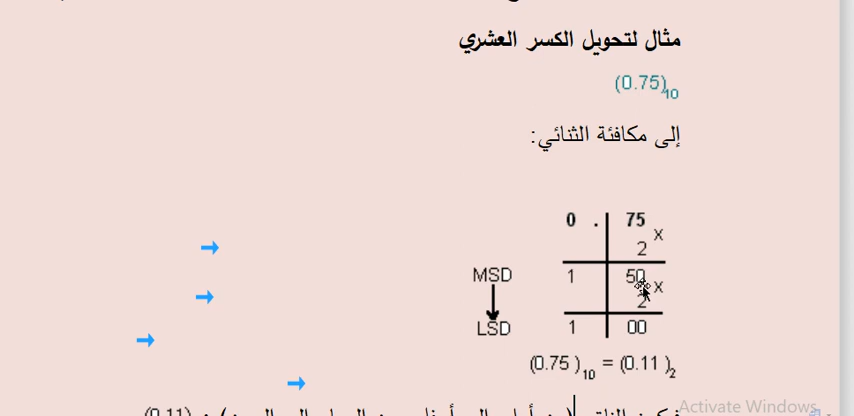 مثال لتحويل الكسر العشري
(0.75)10
إلى مكافئة الثنائي:
0 . 75
x
2
MSD 1 50
x
2
LSD 1 00
(0.75)10 = (0.11)2
Activate Windows